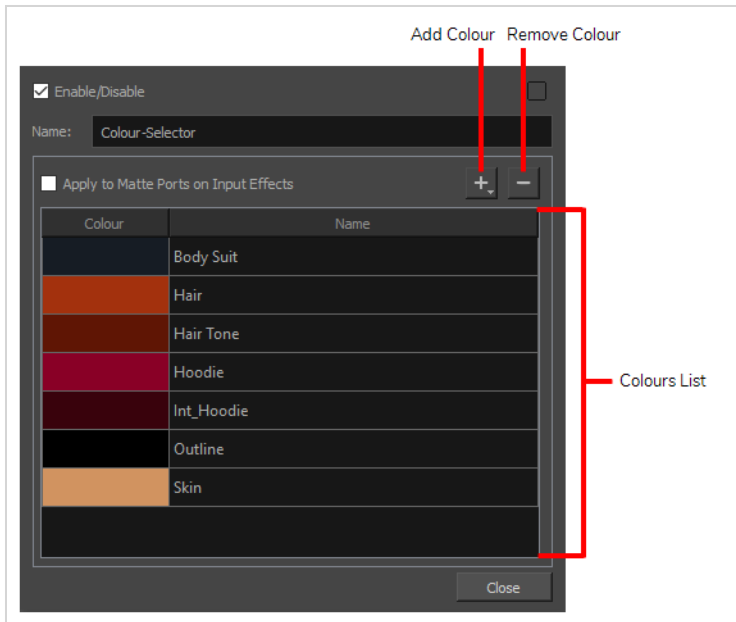 Add Colour Remove Colour
Enable/Disable
Name: Colour-Selector
Apply to Matte Ports on Input Effects
Colour Name
Body Suit
Hair
Hair Tone
Hoodie
Colours List
Int_Hoodie
Outline
Skin
Close